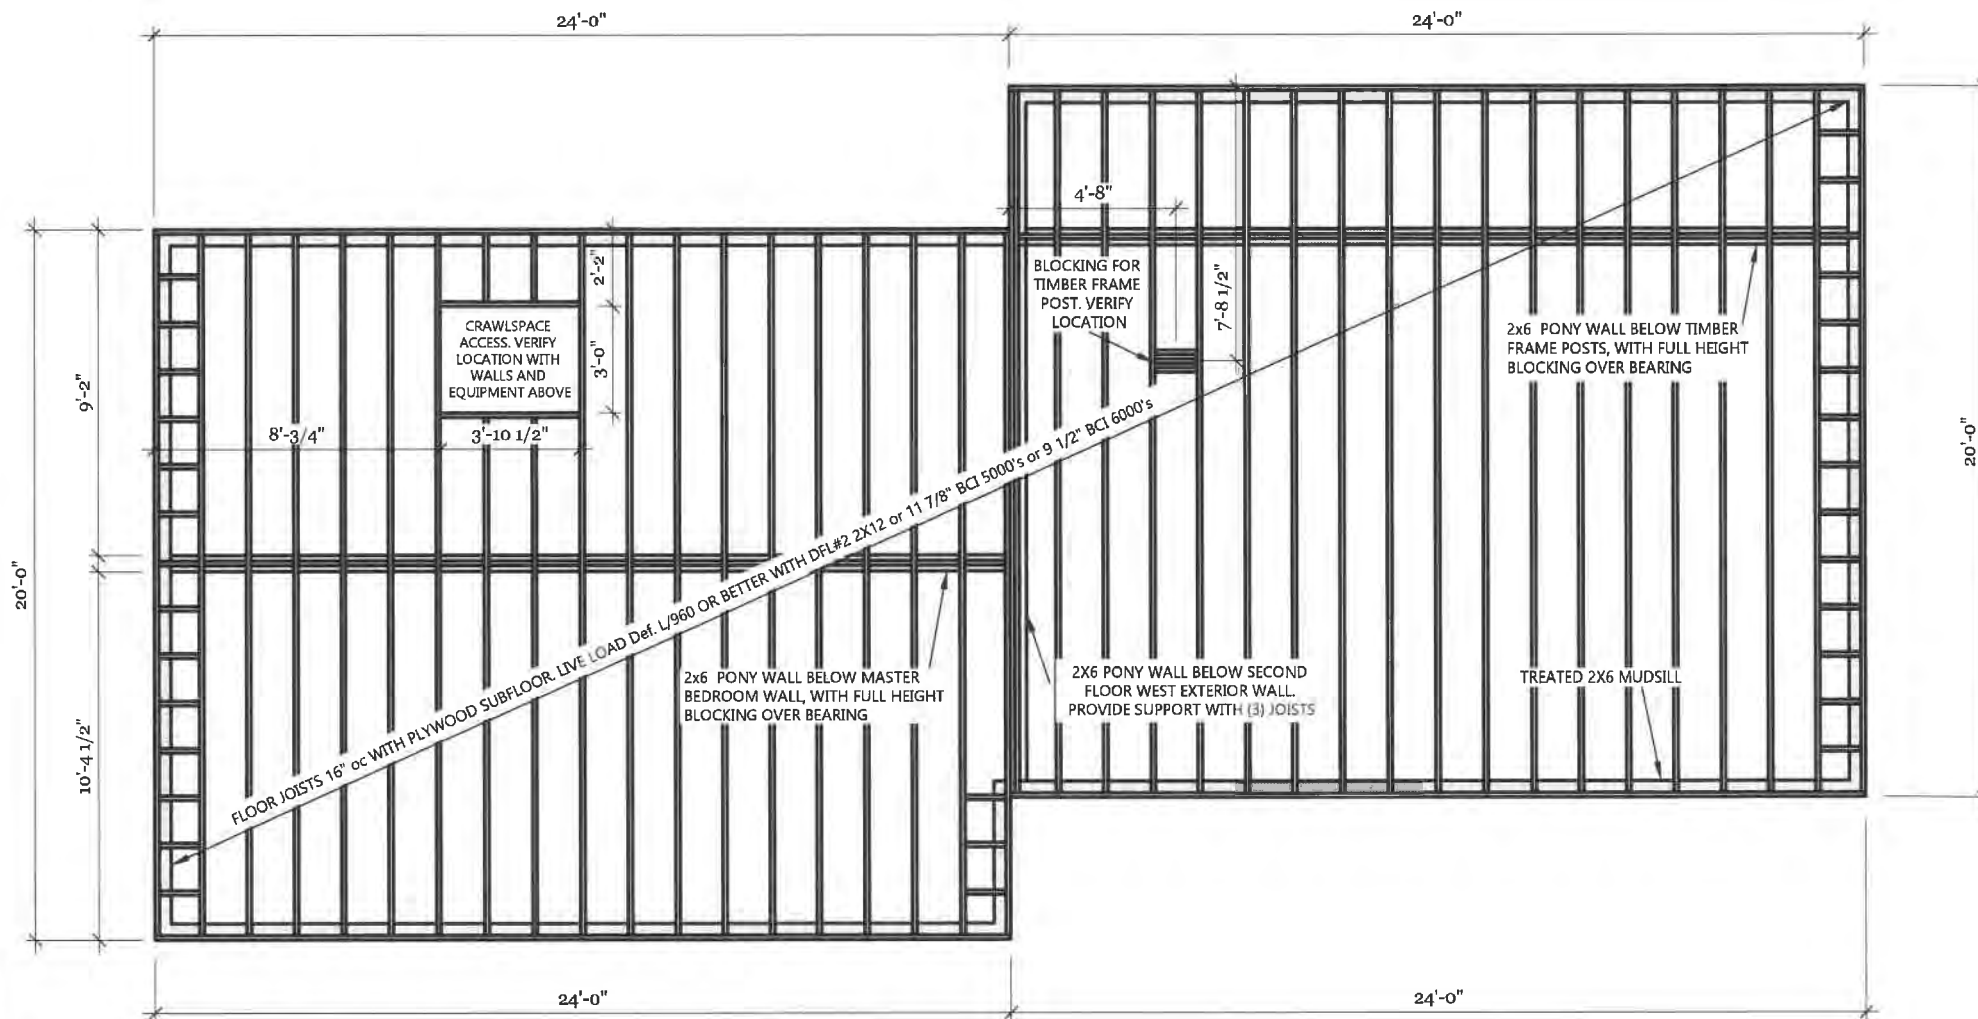 24'-0"
24'-0"
4'-8"
2'-2"
BLOCKING FOR
TIMBER FRAME
POST. VERIFY
LOCATION
7'-8 1/2"
CRAWLSPACE
ACCESS. VERIFY
LOCATION WITH
WALLS AND
EQUIPMENT ABOVE
3'-0"
2x6 PONY WALL BELOW TIMBER
FRAME POSTS, WITH FULL HEIGHT
BLOCKING OVER BEARING
9'-2"
8'-3/4"
3'-10 1/2"
20'-0"
20'-0"
FLOOR JOISTS 16" oc WITH PLYWOOD SUBFLOOR. LIVE LOAD Def. L/960 OR BETTER WITH DFL#2 2X12 or 11 7/8" BCI 5000's or 9 1/2" BCI 6000's
2x6 PONY WALL BELOW MASTER
BEDROOM WALL, WITH FULL HEIGHT
BLOCKING OVER BEARING
2X6 PONY WALL BELOW SECOND
FLOOR WEST EXTERIOR WALL.
PROVIDE SUPPORT WITH (3) JOISTS
TREATED 2X6 MUDSILL
10'-4 1/2"
24'-0"
24'-0"